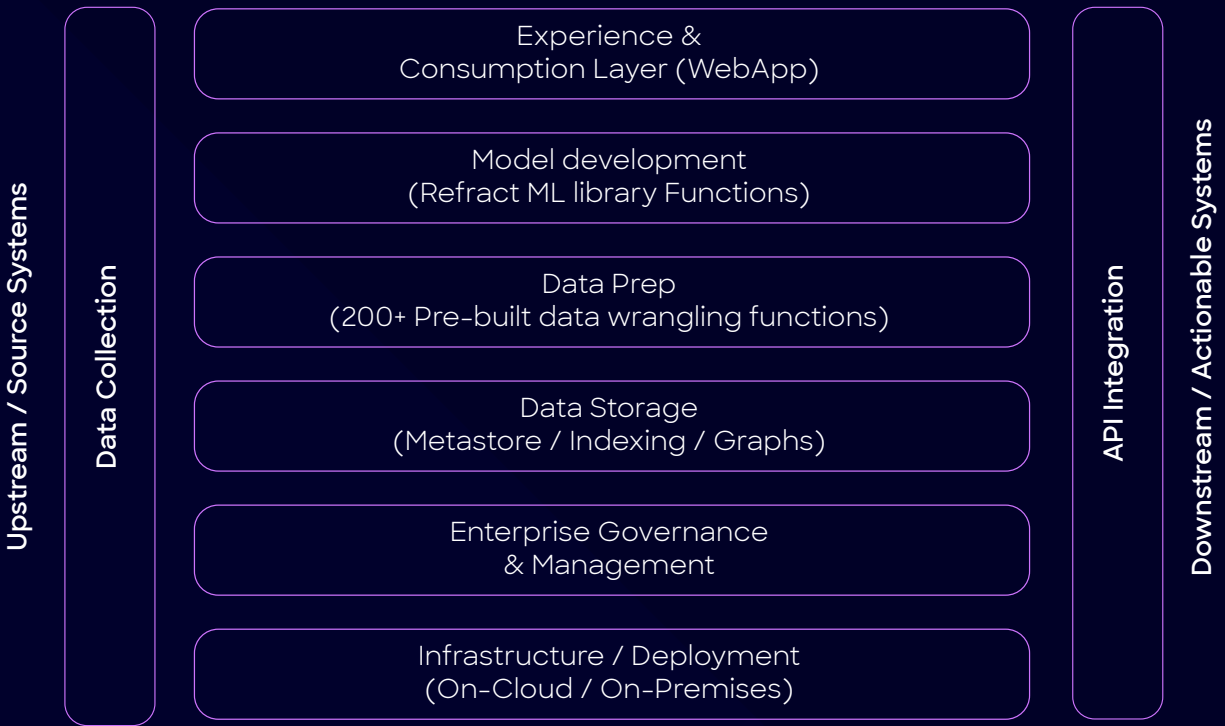 Upstream / Source Systems
Data Collection
Experience &
Consumption Layer (WebApp)
Model development
(Refract ML library Functions)
Data Prep
(200+ Pre-built data wrangling functions)
Data Storage
(Metastore / Indexing / Graphs)
Enterprise Governance
& Management
Infrastructure / Deployment
(On-Cloud / On-Premises)
API Integration
Downstream / Actionable Systems